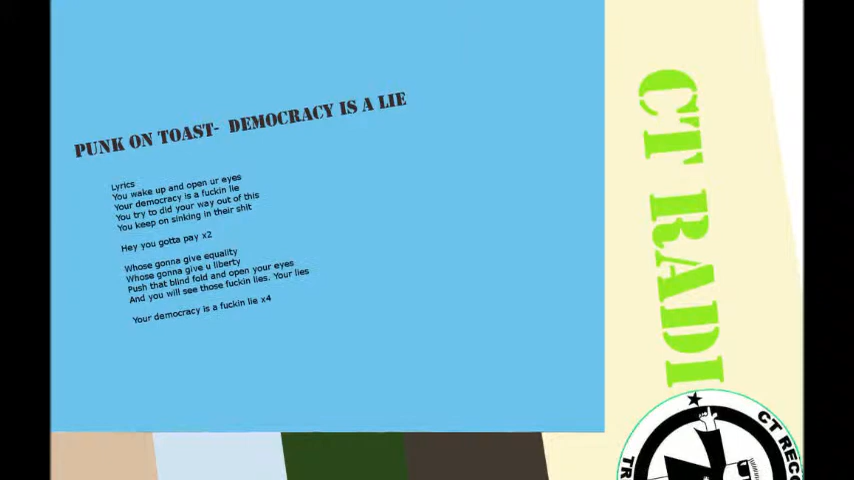 PUNK ON TOAST- DEMOCRACY IS A LIE
Lyrics
You wake up and open ur eyes
Your democracy is a fuckin lie
You try to did your way out of this
You keep on sinking in their shit
Hey you gotta pay x2
Whose gonna give equality
Whose gonna give u liberty
Push that blind fold and open your eyes
And you will see those fuckin lies. Your lies
Your democracy is a fuckin lie x4
CT RADI
CT RECO
TR